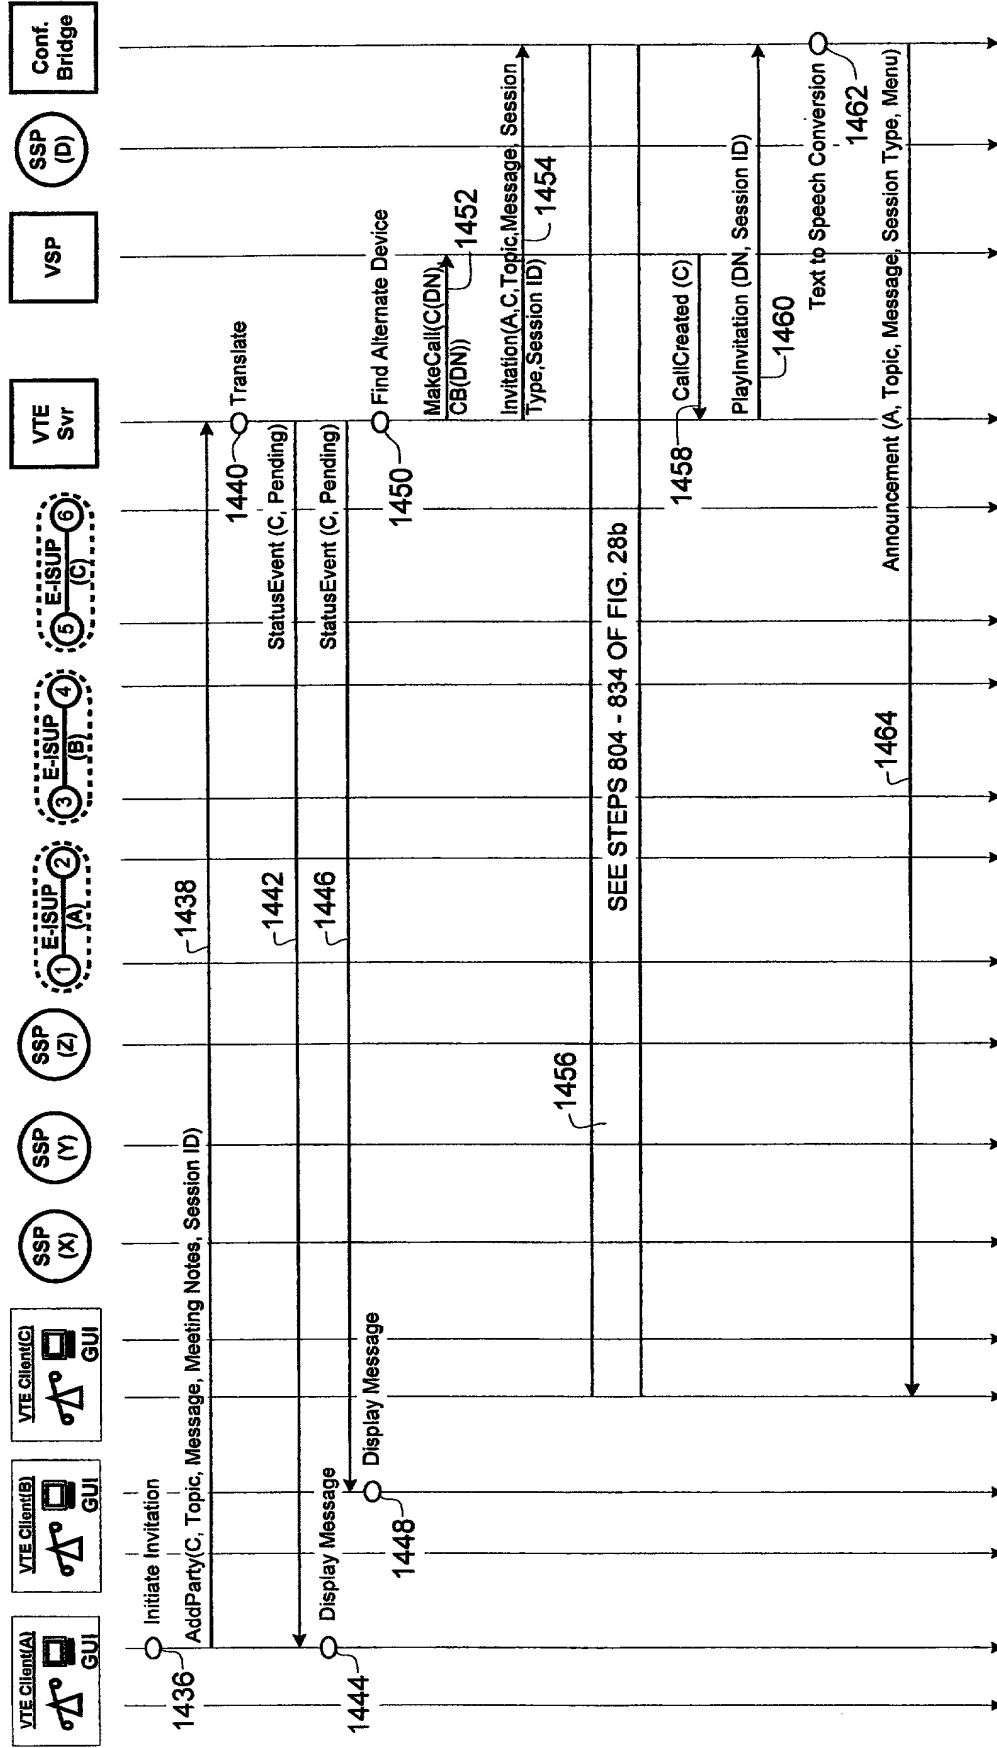 VTE Client(A)
GUI
VTE Client(B)
GUI
VTE Client(C)
GUI
SSP
(X)
SSP
(Y)
SSP
(Z)
1 E-ISUP 2
(A)
3 E-ISUP 4
(B)
5 E-ISUP 6
(C)
VTE
Svr
VSP
SSP
(D)
Conf.
Bridge
Initiate Invitation
1436
AddParty(C, Topic, Message, Meeting Notes, Session ID)
1438
Translate
1440
StatusEvent (C, Pending)
1442
Display Message
1444
StatusEvent (C, Pending)
1446
Display Message
1448
Find Alternate Device
1450
MakeCall(C(DN),
CB(DN))
1452
Invitation(A,C,Topic,Message, Session
Type,Session ID)
1454
1456
SEE STEPS 804 - 834 OF FIG. 28b
CallCreated (C)
1458
PlayInvitation (DN, Session ID)
1460
Text to Speech Conversion
1462
Announcement (A, Topic, Message, Session Type, Menu)
1464